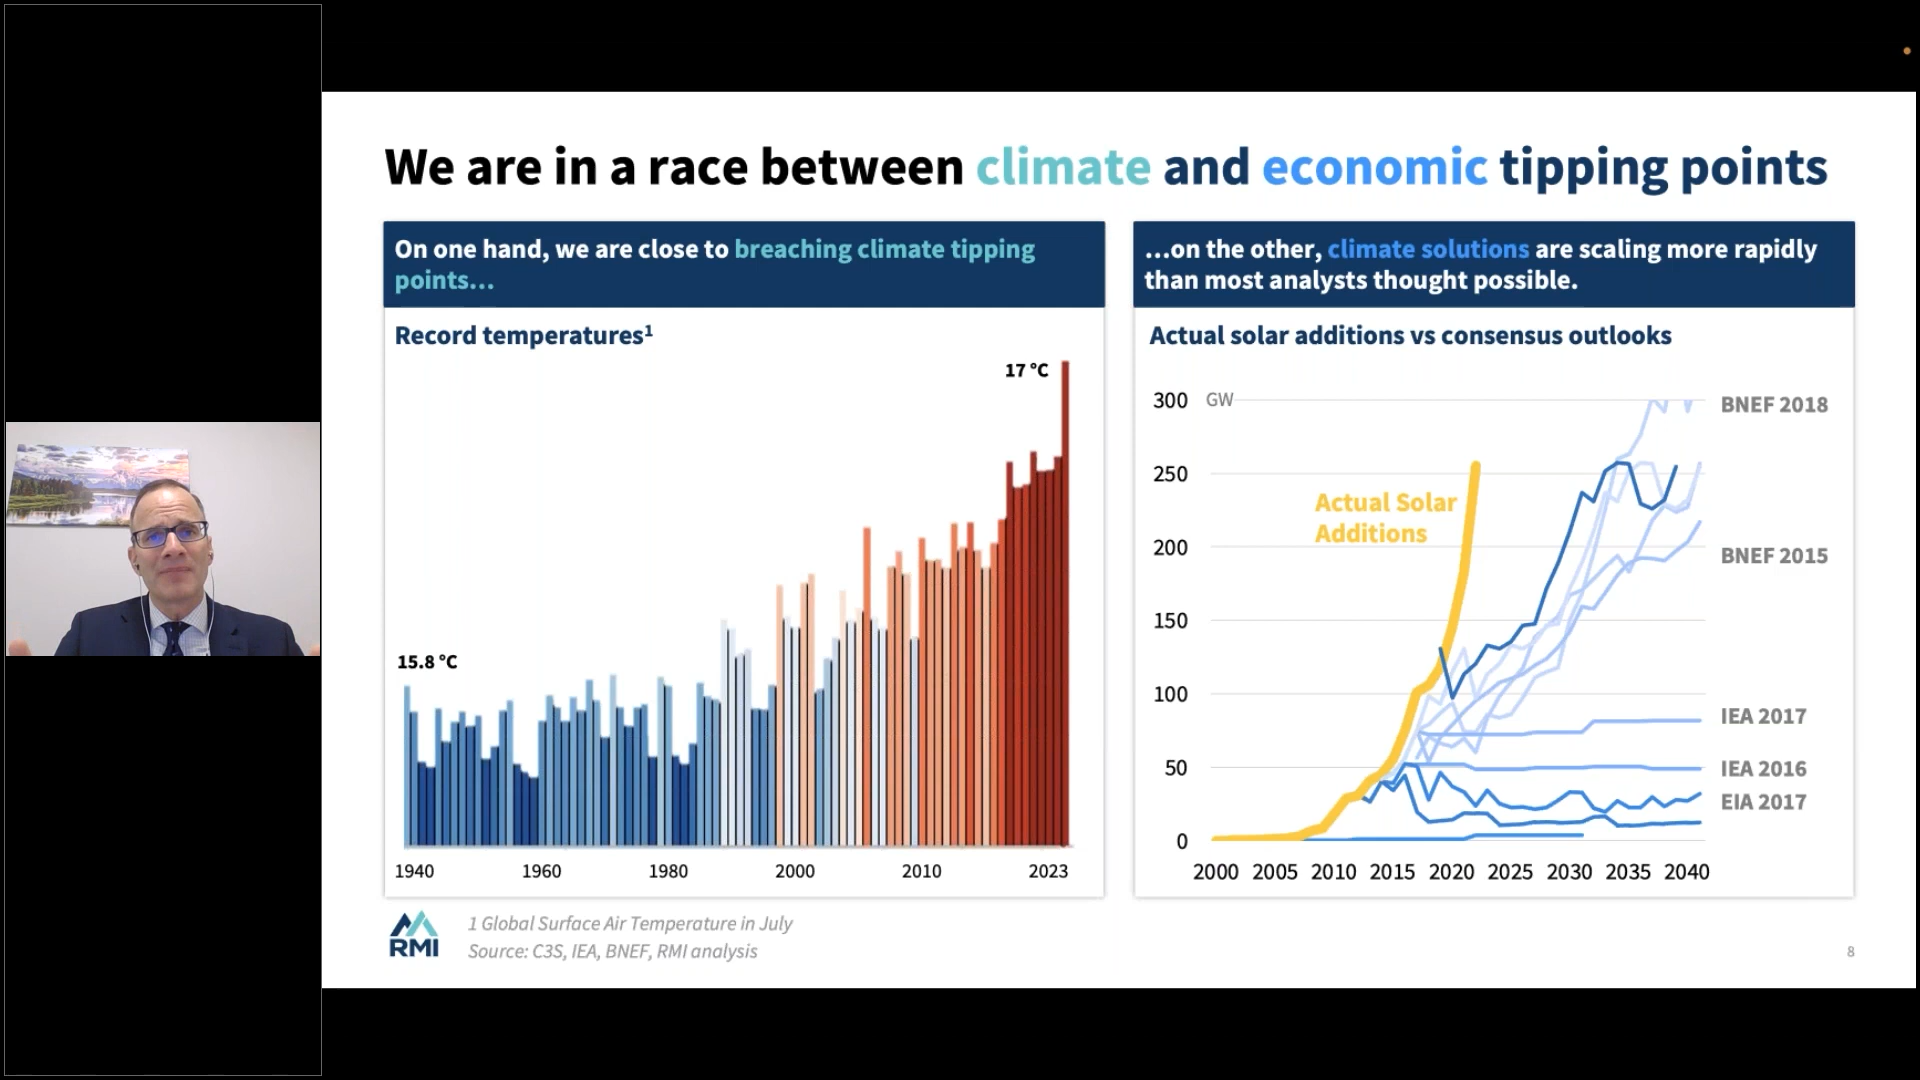 We are in a race between climate and economic tipping points
On one hand, we are close to breaching climate tipping
points...
Record temperatures¹
17 °C
15.8 °C
1940 1960 1980 2000 2010 2023
...on the other, climate solutions are scaling more rapidly
than most analysts thought possible.
Actual solar additions vs consensus outlooks
300 GW
250
200
150
100
50
0
Actual Solar
Additions
BNEF 2018
BNEF 2015
IEA 2017
IEA 2016
EIA 2017
2000 2005 2010 2015 2020 2025 2030 2035 2040
RMI
1 Global Surface Air Temperature in July
Source: C3S, IEA, BNEF, RMI analysis
8